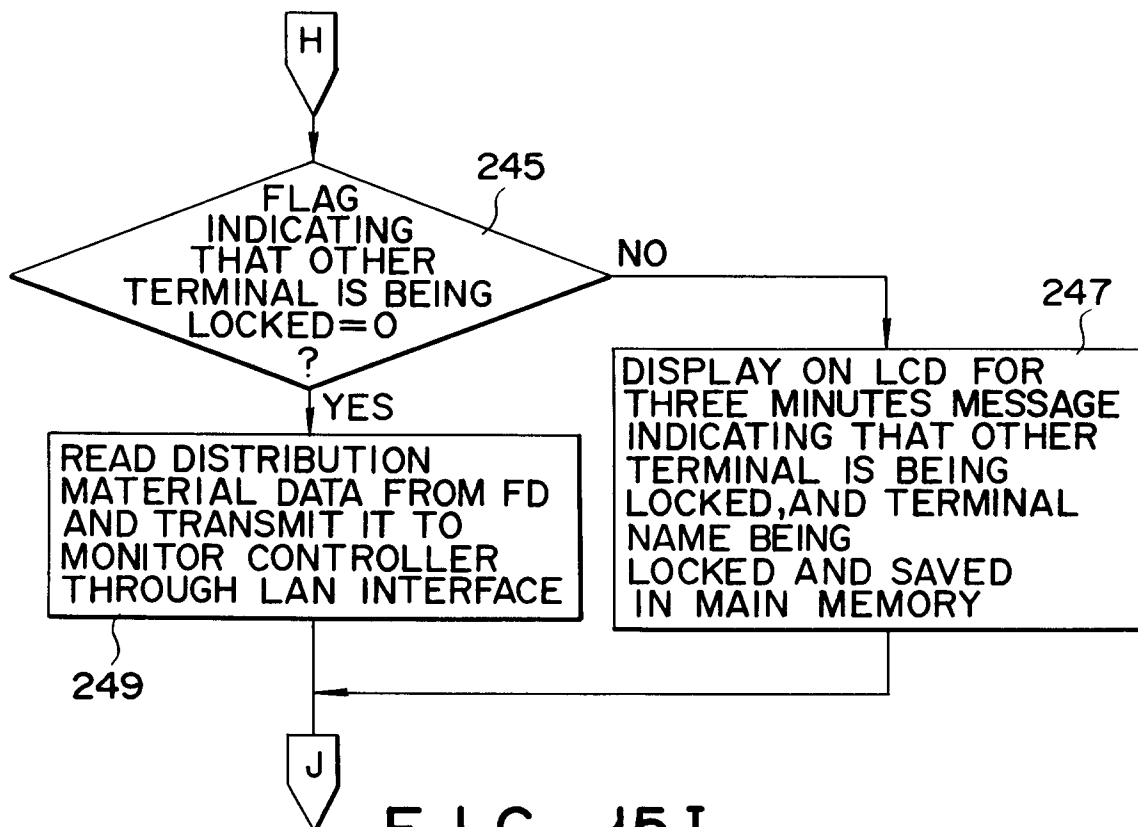 H
245
FLAG
INDICATING
THAT OTHER
TERMINAL IS BEING
LOCKED=0
?
NO
YES
247
DISPLAY ON LCD FOR
THREE MINUTES MESSAGE
INDICATING THAT OTHER
TERMINAL IS BEING
LOCKED, AND TERMINAL
NAME BEING
LOCKED AND SAVED
IN MAIN MEMORY
READ DISTRIBUTION
MATERIAL DATA FROM FD
AND TRANSMIT IT TO
MONITOR CONTROLLER
THROUGH LAN INTERFACE
249
J
FIG. 15I